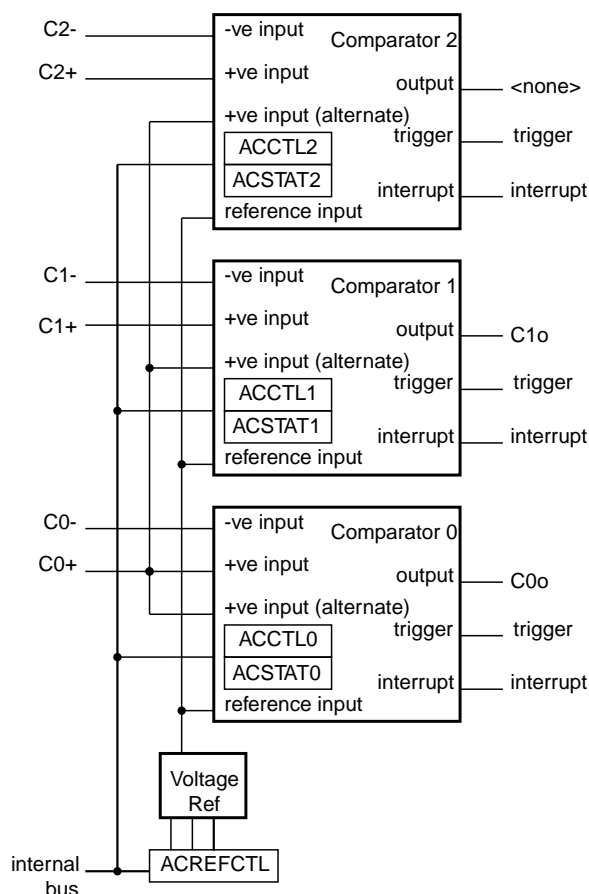 C2-
-ve input
Comparator 2
C2+
+ve input
output
<none>
+ve input (alternate)
trigger
trigger
ACCTL2
ACSTAT2
interrupt
interrupt
reference input
C1-
-ve input
Comparator 1
C1+
+ve input
output
C1o
+ve input (alternate)
trigger
trigger
ACCTL1
ACSTAT1
interrupt
interrupt
reference input
C0-
-ve input
Comparator 0
C0+
+ve input
output
C0o
+ve input (alternate)
trigger
trigger
ACCTL0
ACSTAT0
interrupt
interrupt
reference input
Voltage
Ref
internal
bus
ACREFCTL